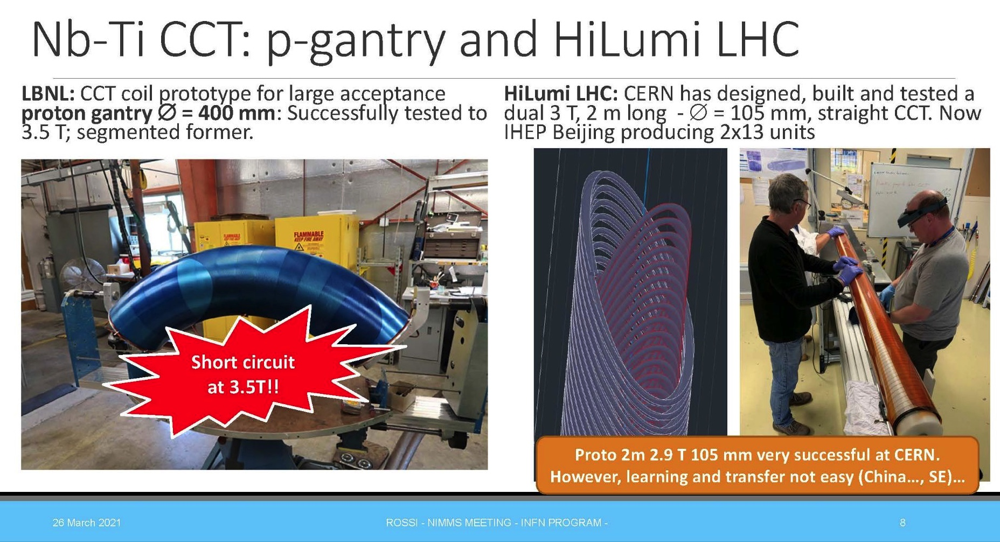 Nb-Ti CCT: p-gantry and HiLumi LHC
LBNL: CCT coil prototype for large acceptance
proton gantry ∅ = 400 mm: Successfully tested to
3.5 T; segmented former.
HiLumi LHC: CERN has designed, built and tested a
dual 3 T, 2 m long - ∅ = 105 mm, straight CCT. Now
IHEP Beijing producing 2x13 units
FLAMMABLE
KEEP FIRE AWAY
FLAMMABLE
KEEP FIRE AWAY
Short circuit
at 3.5T!!
Proto 2m 2.9 T 105 mm very successful at CERN.
However, learning and transfer not easy (China…, SE)…
26 March 2021
ROSSI - NIMMS MEETING - INFN PROGRAM -
8